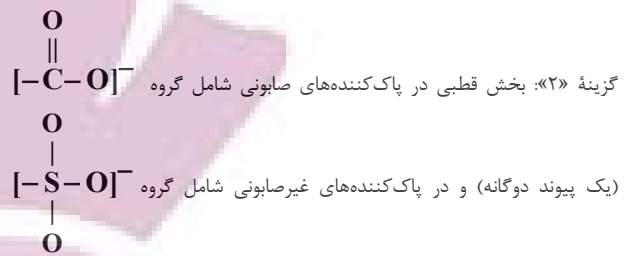 O
||
گزینهٔ «۲»: بخش قطبی در پاک‌کننده‌های صابونی شامل گروه [–C–O]⁻
O
|
(یک پیوند دوگانه) و در پاک‌کننده‌های غیرصابونی شامل گروه [–S–O]⁻
|
O